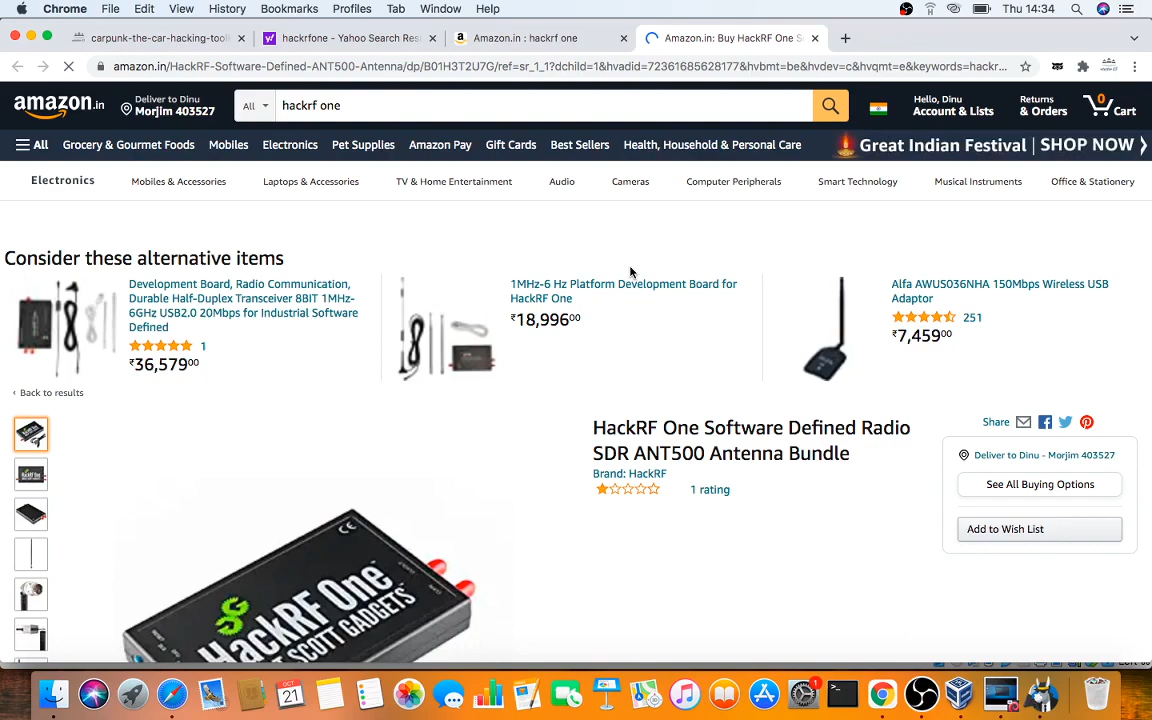 Chrome File Edit View History Bookmarks Profiles Tab Window Help Thu 14:34
carpunk-the-car-hacking-tool
hackrfone - Yahoo Search Res
Amazon.in : hackrf one
Amazon.in: Buy HackRF One S
amazon.in/HackRF-Software-Defined-ANT500-Antenna/dp/B01H3T2U7G/ref=sr_1_1?dchild=1&hvadid=72361685628177&hvbmt=be&hvdev=c&hvqmt=e&keywords=hackr...
amazon.in
Deliver to Dinu
Morjim 403527
All
hackrf one
Hello, Dinu
Account & Lists
Returns
& Orders
0
Cart
All Grocery & Gourmet Foods Mobiles Electronics Pet Supplies Amazon Pay Gift Cards Best Sellers Health, Household & Personal Care Great Indian Festival | SHOP NOW
Electronics Mobiles & Accessories Laptops & Accessories TV & Home Entertainment Audio Cameras Computer Peripherals Smart Technology Musical Instruments Office & Stationery
Consider these alternative items
Development Board, Radio Communication,
Durable Half-Duplex Transceiver 8BIT 1MHz-
6GHz USB2.0 20Mbps for Industrial Software
Defined
1
₹36,57900
1MHz-6 Hz Platform Development Board for
HackRF One
₹18,99600
Alfa AWUS036NHA 150Mbps Wireless USB
Adaptor
251
₹7,45900
‹ Back to results
HackRF One Software Defined Radio
SDR ANT500 Antenna Bundle
Brand: HackRF
1 rating
Share
Deliver to Dinu - Morjim 403527
See All Buying Options
Add to Wish List
CE
HackRF One
SCOTT GADGETS
OCT
21
1